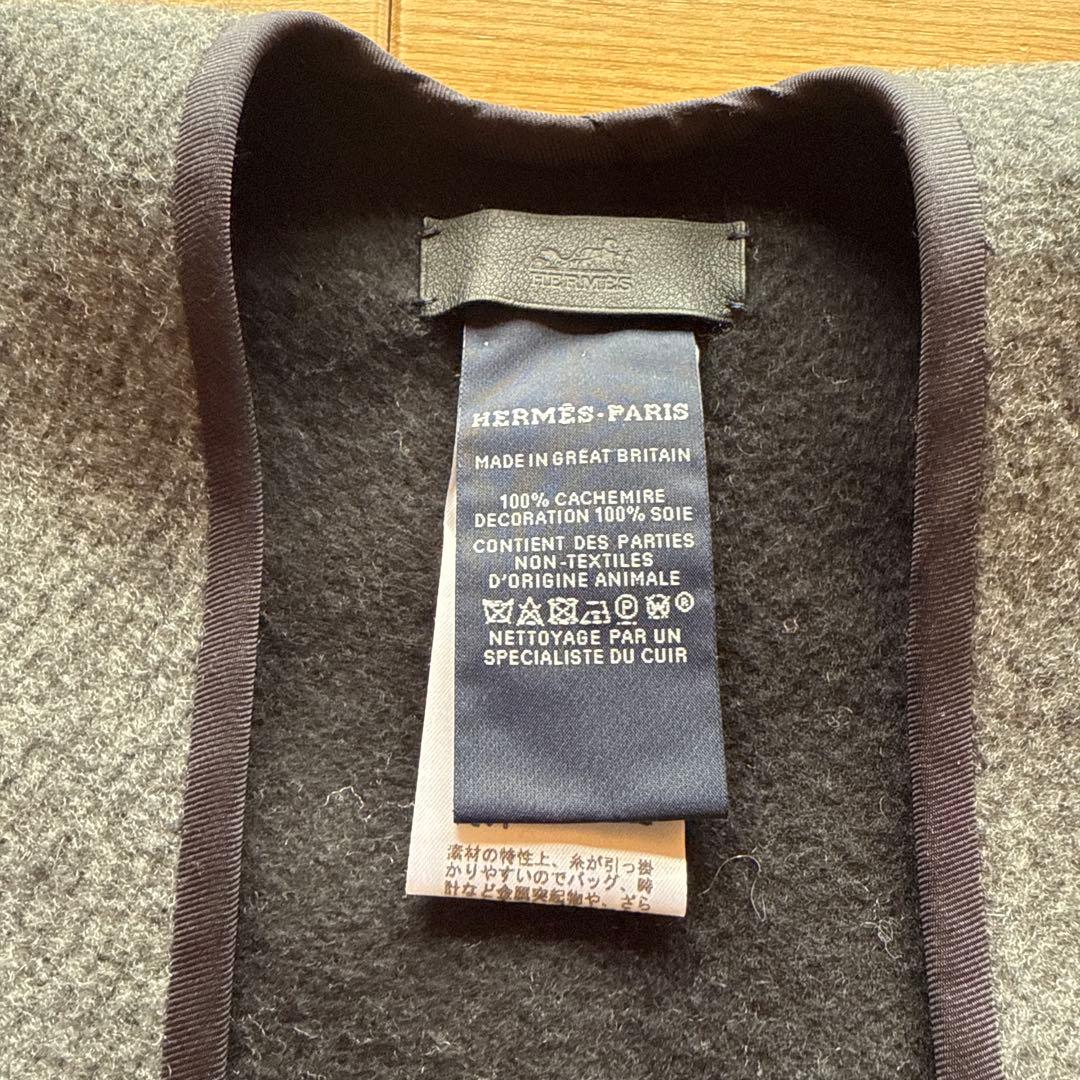 HERMÈS
HERMÈS-PARIS
MADE IN GREAT BRITAIN
100% CACHEMIRE
DECORATION 100% SOIE
CONTIENT DES PARTIES
NON-TEXTILES
D'ORIGINE ANIMALE
P W ®
NETTOYAGE PAR UN
SPECIALISTE DU CUIR
素材の特性上、糸が引っ掛
かりやすいのでバッグ、時
計など金属突起物や、ざら